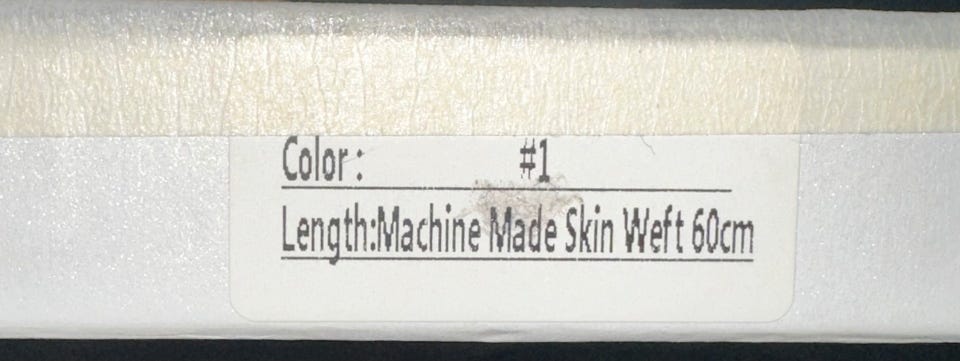 Color : #1
Length:Machine Made Skin Weft 60cm